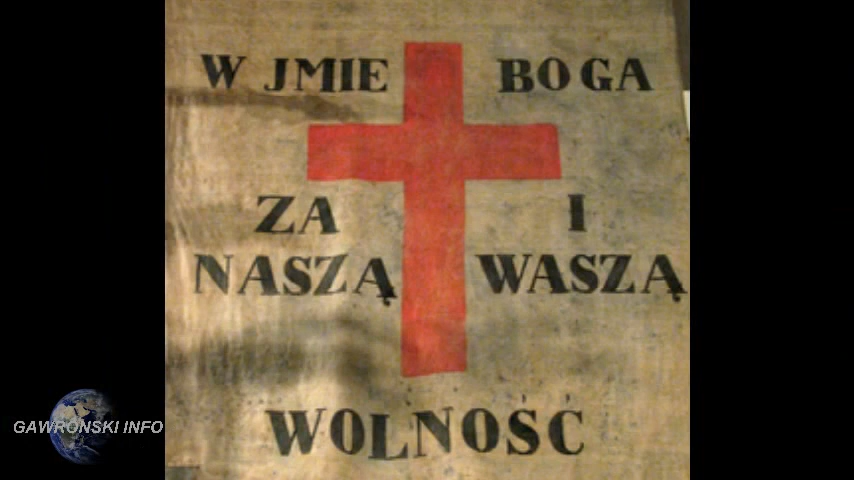 W JMIE BOGA
ZA I
NASZĄ WASZĄ
WOLNOŚĆ
GAWRONSKI INFO